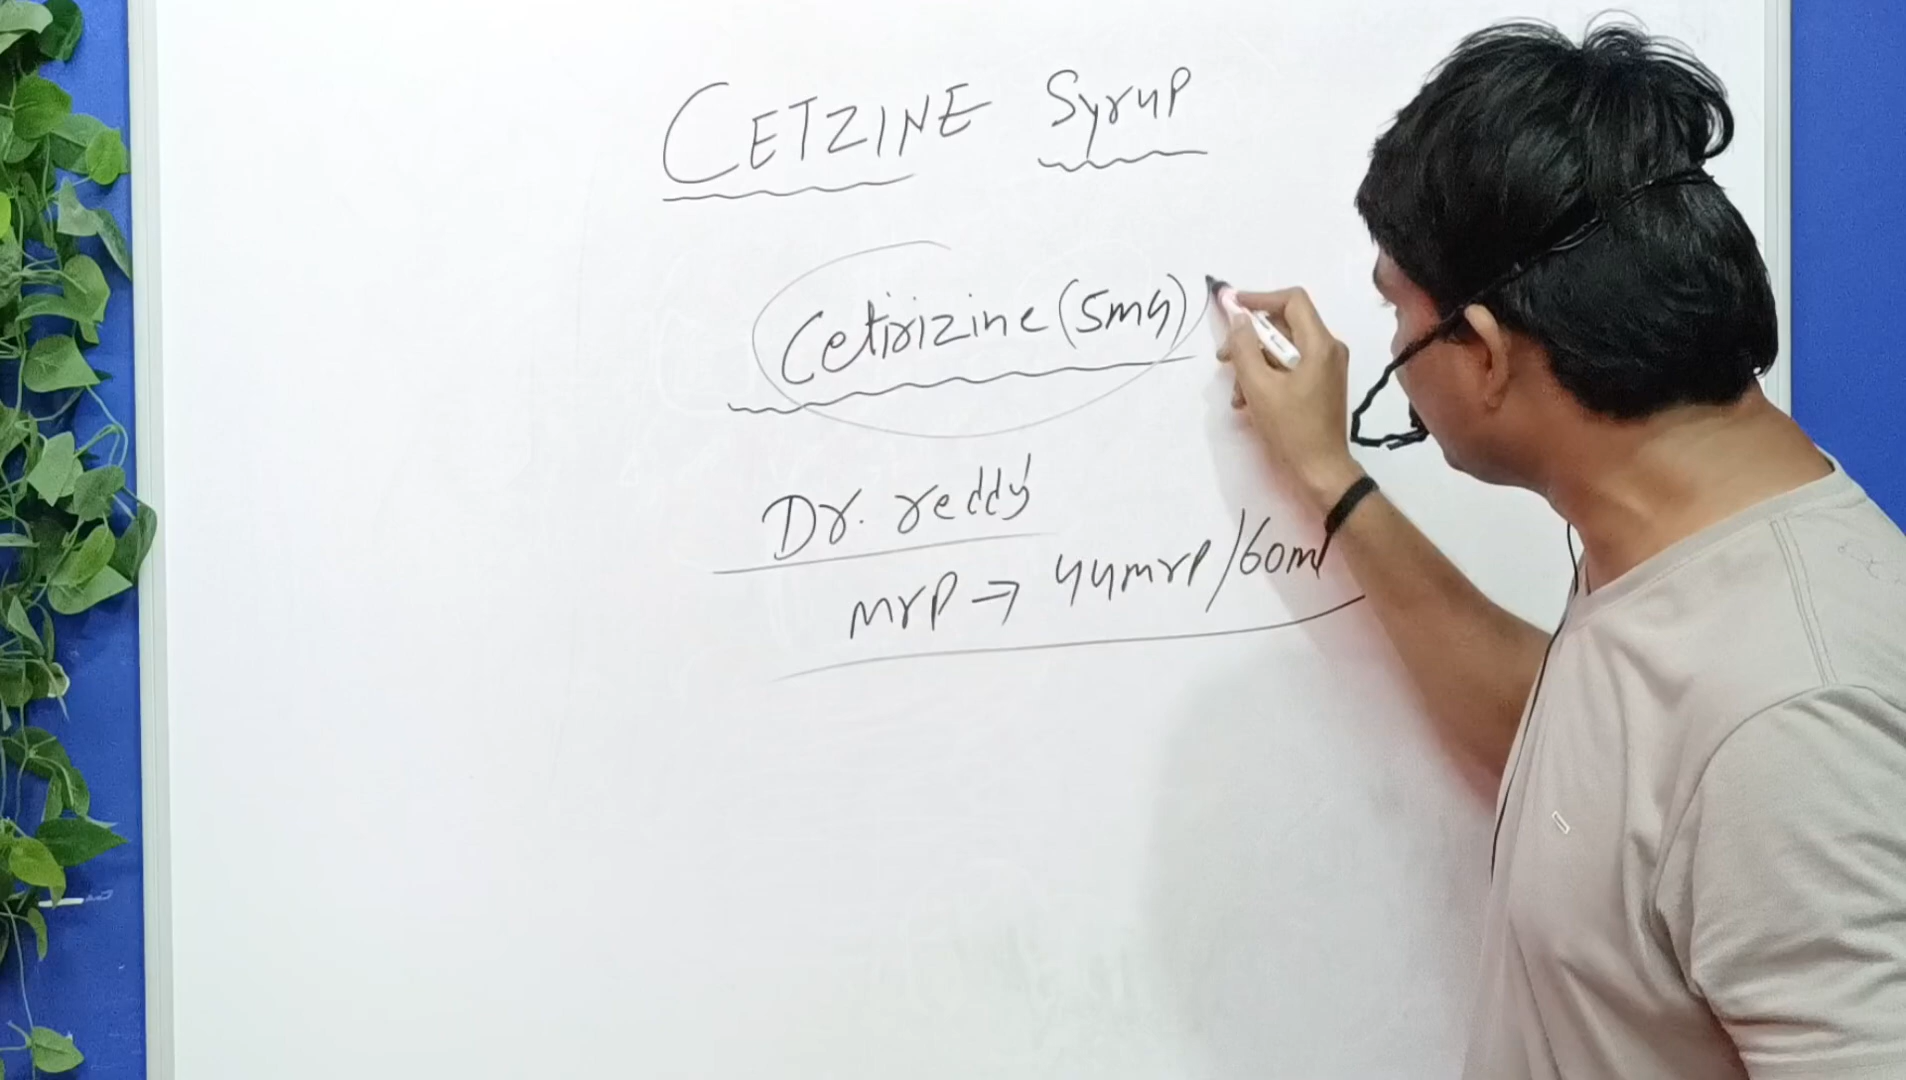 CETZINE Syrup
Cetirizine (5mg)
Dr. reddy
mrp → 44mrp/60ml